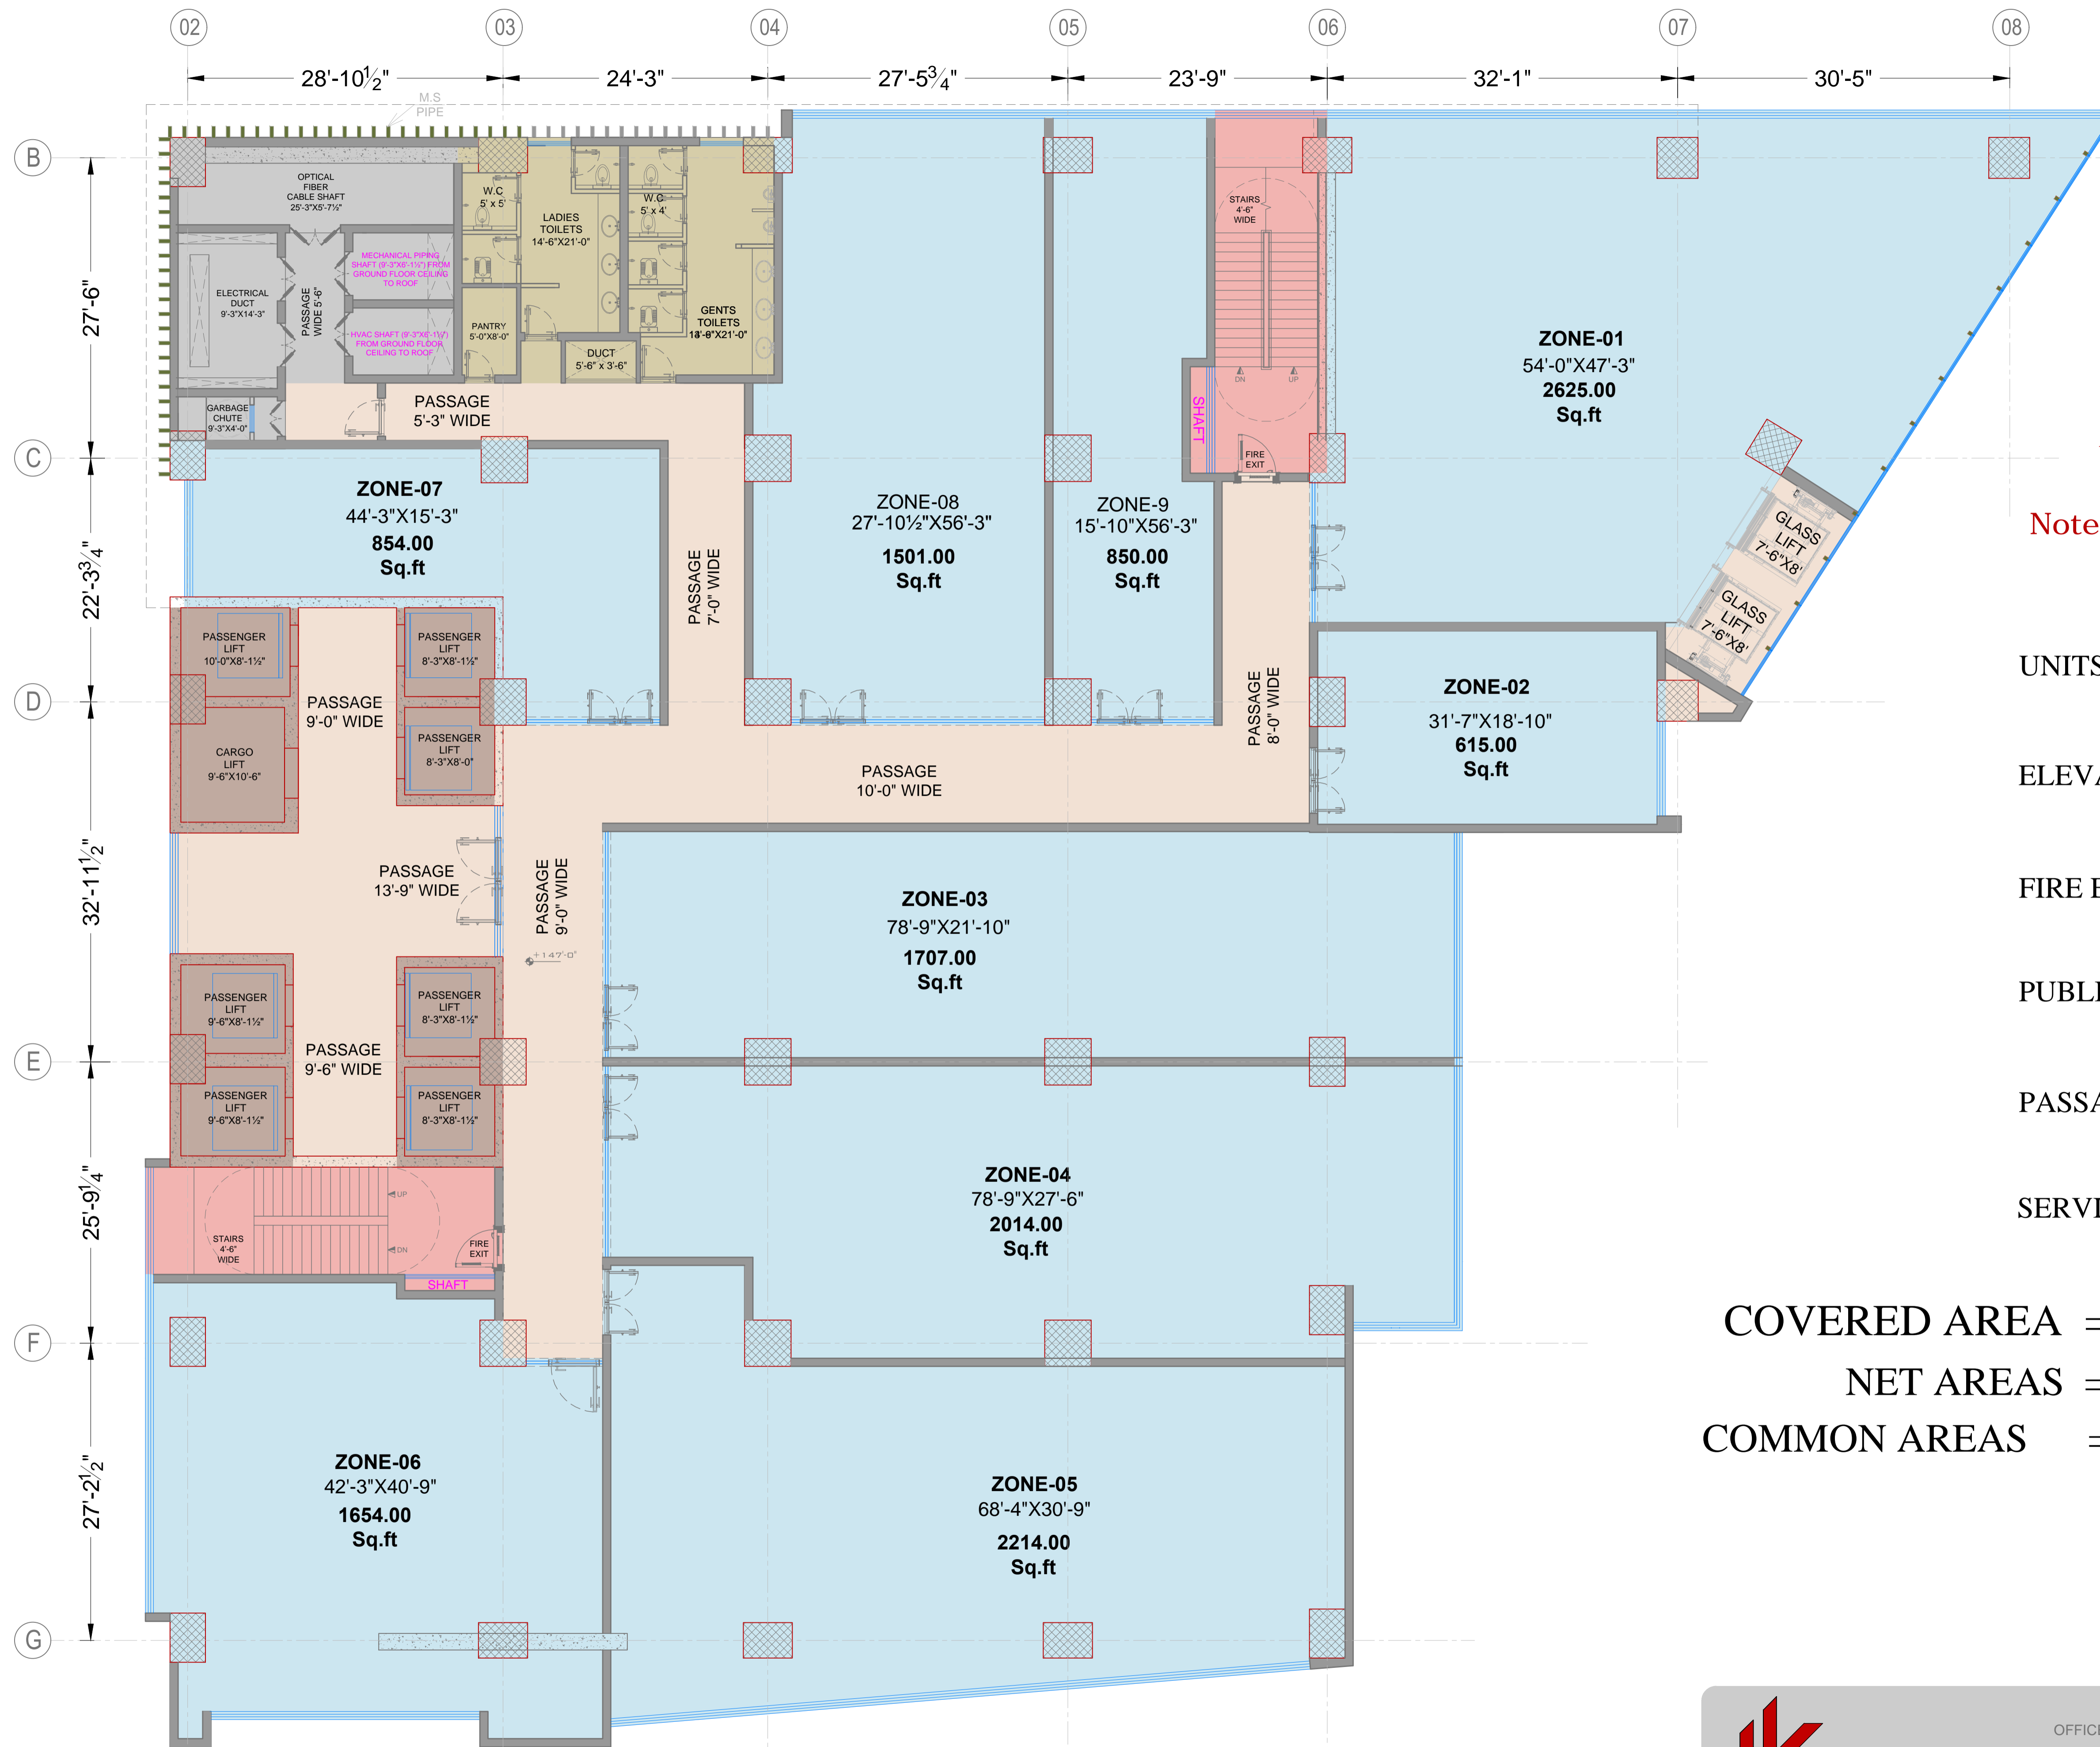 02
03
04
05
06
07
08
28'-10½"
24'-3"
27'-5¾"
23'-9"
32'-1"
30'-5"
M.S
PIPE
B
C
D
E
F
G
27'-6"
22'-3¾"
32'-11½"
25'-9¼"
27'-2½"
OPTICAL
FIBER
CABLE SHAFT
25'-3"X5'-7½"
ELECTRICAL
DUCT
9'-3"X14'-3"
PASSAGE
WIDE 5'-6"
MECHANICAL PIPING
SHAFT (9'-3"X6'-1½") FROM
GROUND FLOOR CEILING
TO ROOF
HVAC SHAFT (9'-3"X6'-1½")
FROM GROUND FLOOR
CEILING TO ROOF
GARBAGE
CHUTE
9'-3"X4'-0"
W.C
5' x 5'
LADIES
TOILETS
14'-6"X21'-0"
W.C.
5' x 4'
GENTS
TOILETS
PANTRY
5'-0"X8'-0"
DUCT
5'-6" x 3'-6"
PASSAGE
5'-3" WIDE
STAIRS
4'-6"
WIDE
DN
UP
SHAFT
FIRE
EXIT
ZONE-01
54'-0"X47'-3"
2625.00
Sq.ft
GLASS
LIFT
7'-6"X8'
GLASS
LIFT
7'-6"X8'
ZONE-07
44'-3"X15'-3"
854.00
Sq.ft
ZONE-08
27'-10½"X56'-3"
1501.00
Sq.ft
ZONE-9
15'-10"X56'-3"
850.00
Sq.ft
PASSAGE
7'-0" WIDE
PASSAGE
8'-0" WIDE
ZONE-02
31'-7"X18'-10"
615.00
Sq.ft
PASSENGER
LIFT
10'-0"X8'-1½"
PASSENGER
LIFT
8'-3"X8'-1½"
PASSAGE
9'-0" WIDE
CARGO
LIFT
9'-6"X10'-6"
PASSENGER
LIFT
8'-3"X8'-0"
PASSAGE
10'-0" WIDE
PASSAGE
13'-9" WIDE
PASSAGE
9'-0" WIDE
+147'-0"
ZONE-03
78'-9"X21'-10"
1707.00
Sq.ft
PASSENGER
LIFT
9'-6"X8'-1½"
PASSENGER
LIFT
8'-3"X8'-1½"
PASSAGE
9'-6" WIDE
PASSENGER
LIFT
9'-6"X8'-1½"
PASSENGER
LIFT
8'-3"X8'-1½"
ZONE-04
78'-9"X27'-6"
2014.00
Sq.ft
STAIRS
4'-6"
WIDE
UP
DN
FIRE
EXIT
SHAFT
ZONE-06
42'-3"X40'-9"
1654.00
Sq.ft
ZONE-05
68'-4"X30'-9"
2214.00
Sq.ft
Note
UNITS
ELEVA
FIRE E
PUBLI
PASSA
SERVI
COVERED AREA =
NET AREAS =
COMMON AREAS =
OFFIC